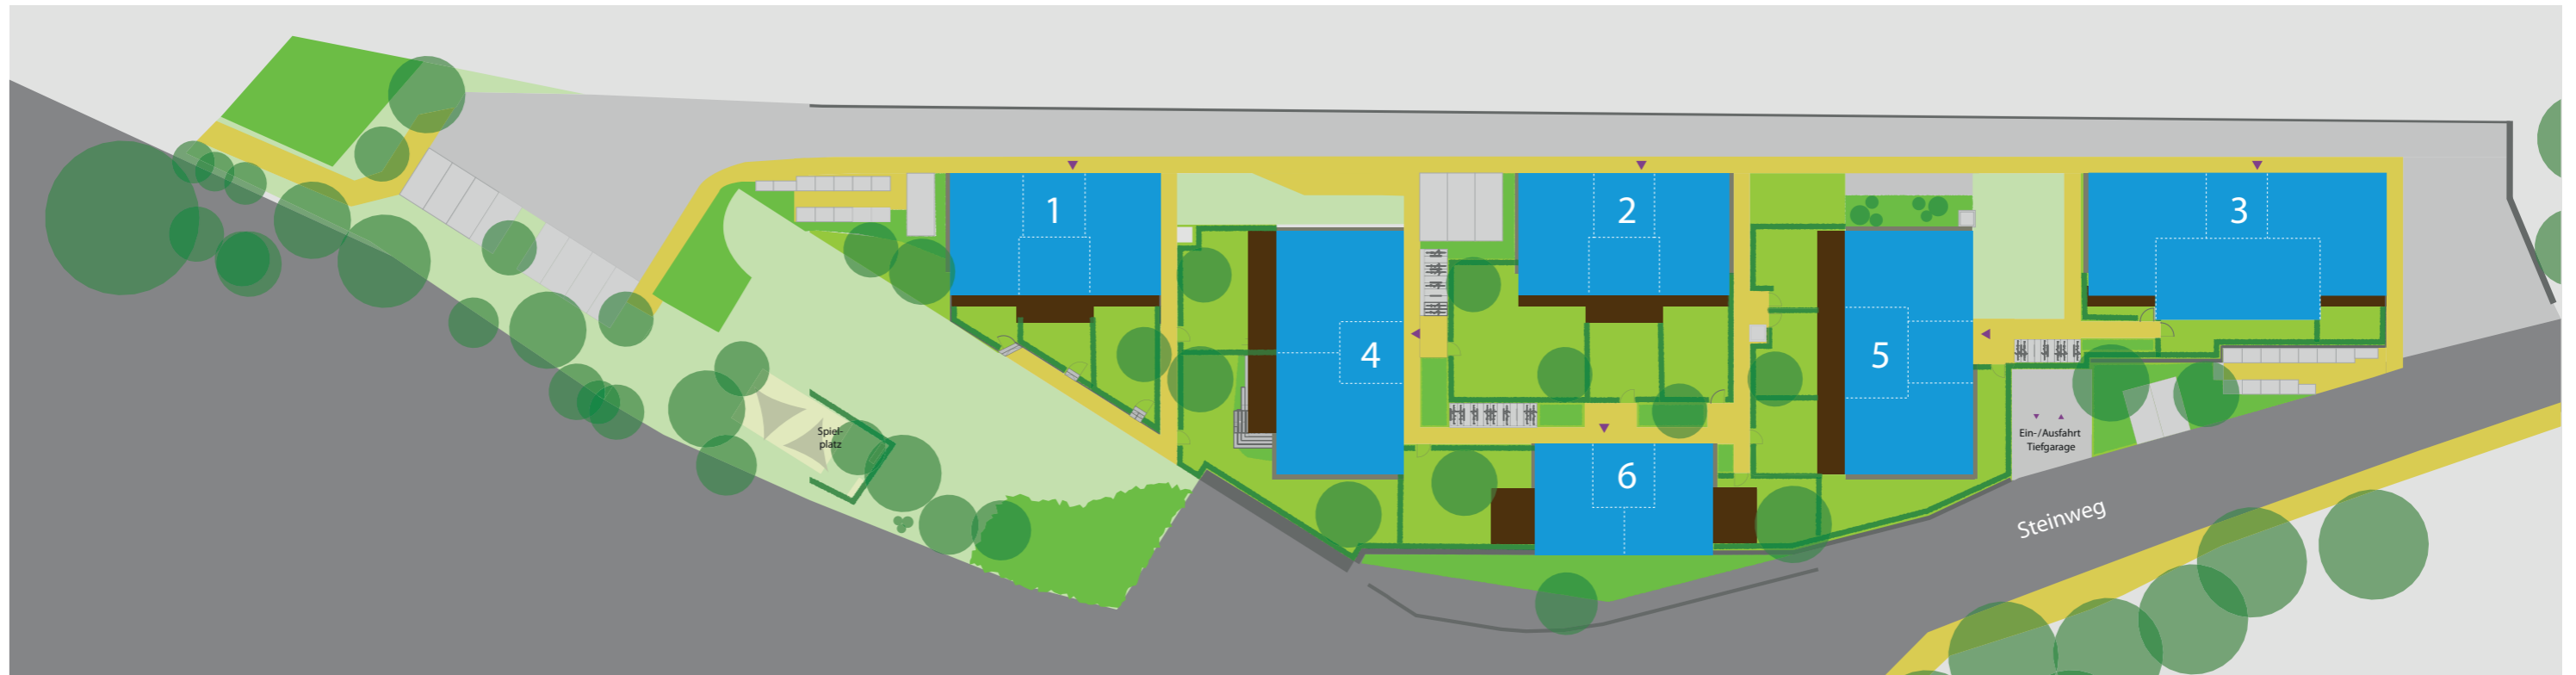 1
2
3
4
5
6
Spiel-
platz
Ein-/Ausfahrt
Tiefgarage
Steinweg